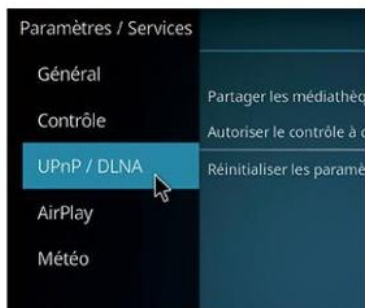 Paramètres / Services
Général
Contrôle
UPnP / DLNA
AirPlay
Météo
Partager les
Autoriser le contrôle à
Réinitialiser les